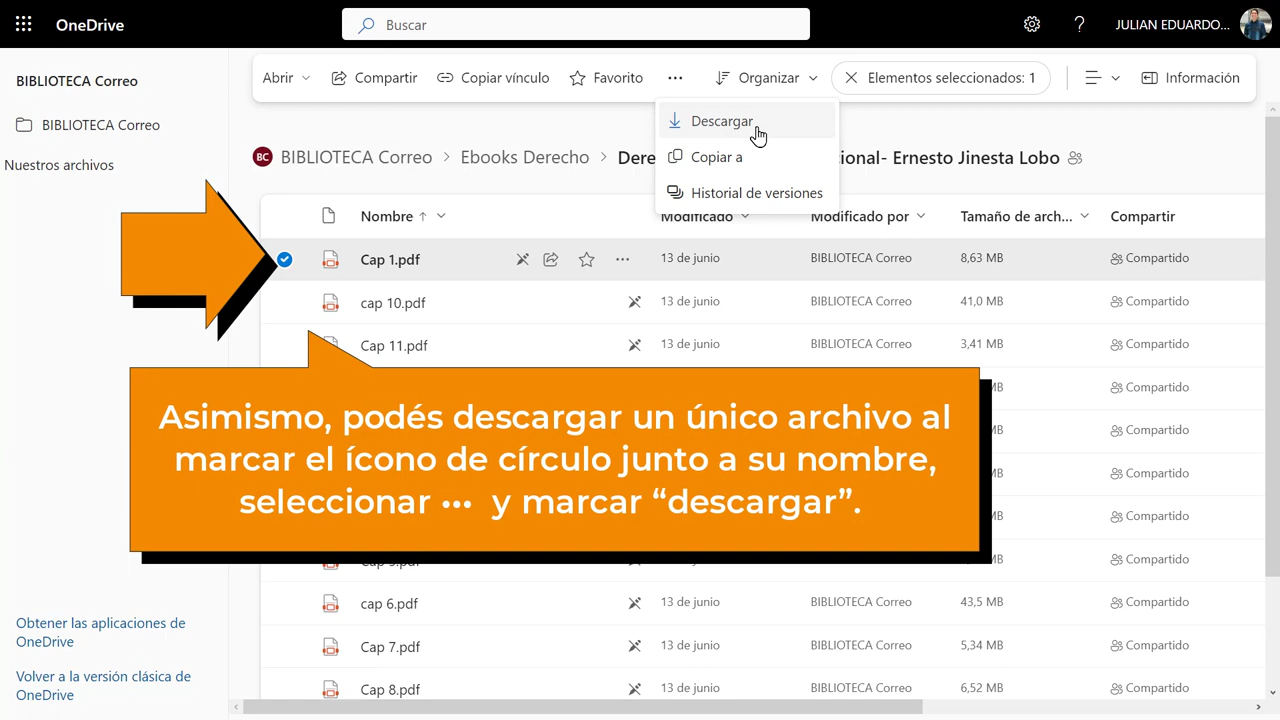 OneDrive
Buscar
JULIAN EDUARDO...
BIBLIOTECA Correo
Abrir
Compartir
Copiar vínculo
Favorito
Organizar
Elementos seleccionados: 1
Información
BIBLIOTECA Correo
Nuestros archivos
Descargar
Copiar a
Historial de versiones
BC BIBLIOTECA Correo > Ebooks Derecho > Dere cional- Ernesto Jinesta Lobo
Nombre Modificado Modificado por Tamaño de arch... Compartir
Cap 1.pdf 13 de junio BIBLIOTECA Correo 8,63 MB Compartido
cap 10.pdf 13 de junio BIBLIOTECA Correo 41,0 MB Compartido
Cap 11.pdf 13 de junio BIBLIOTECA Correo 3,41 MB Compartido
MB Compartido
MB Compartido
MB Compartido
MB Compartido
Compartido
Asimismo, podés descargar un único archivo al
marcar el ícono de círculo junto a su nombre,
seleccionar ••• y marcar “descargar”.
cap 6.pdf 13 de junio BIBLIOTECA Correo 43,5 MB Compartido
Cap 7.pdf 13 de junio BIBLIOTECA Correo 5,34 MB Compartido
Cap 8.pdf 13 de junio BIBLIOTECA Correo 6,52 MB Compartido
Obtener las aplicaciones de
OneDrive
Volver a la versión clásica de
OneDrive